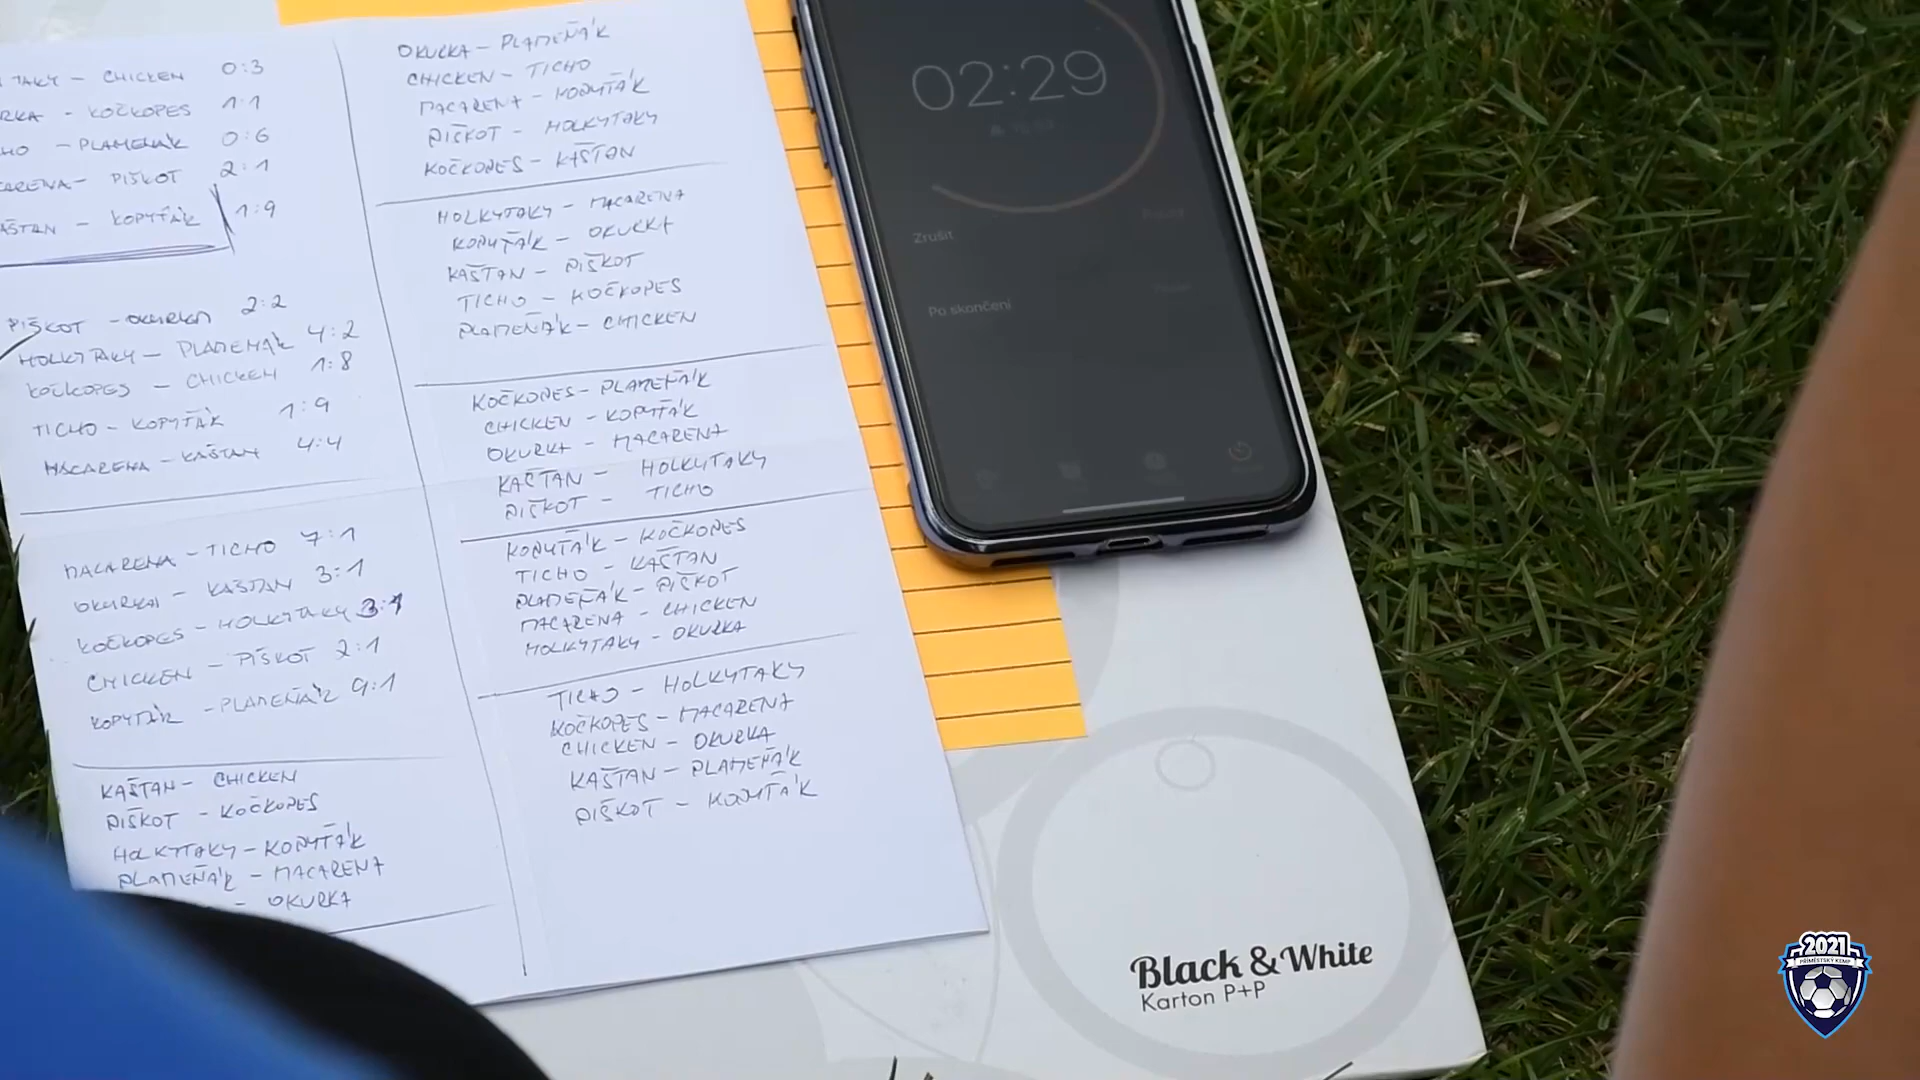 TAKY – CHICKEN 0:3
RKA – KOČKOPES 1:1
HO – PLAMEŇÁK 0:6
CARENA – PIŠKOT 2:1
AŠTAN – KOPYŤÁK 1:9
PIŠKOT – OKURKA 2:2
HOLKYTAKY – PLAMEŇÁK 4:2
KOČKOPES – CHICKEN 1:8
TICHO – KOPYŤÁK 1:9
MACARENA – KAŠTAN 4:4
MACARENA – TICHO 7:1
OKURKA – KAŠTAN 3:1
KOČKOPES – HOLKYTAKY
CHICKEN – PIŠKOT 2:1
KOPYŤÁK – PLAMEŇÁK 9:1
KAŠTAN – CHICKEN
PIŠKOT – KOČKOPES
HOLKYTAKY – KOPYŤÁK
PLAMEŇÁK – MACARENA
– OKURKA
OKURKA – PLAMEŇÁK
CHICKEN – TICHO
MACARENA – KOPYŤÁK
PIŠKOT – HOLKYTAKY
KOČKOPES – KAŠTAN
HOLKYTAKY – MACARENA
KOPYŤÁK – OKURKA
KAŠTAN – PIŠKOT
TICHO – KOČKOPES
PLAMEŇÁK – CHICKEN
KOČKOPES – PLAMEŇÁK
CHICKEN – KOPYŤÁK
OKURKA – MACARENA
KAŠTAN – HOLKYTAKY
PIŠKOT – TICHO
KOPYŤÁK – KOČKOPES
TICHO – KAŠTAN
PLAMEŇÁK – PIŠKOT
MACARENA – CHICKEN
HOLKYTAKY – OKURKA
TICHO – HOLKYTAKY
KOČKOPES – MACARENA
CHICKEN – OKURKA
KAŠTAN – PLAMEŇÁK
PIŠKOT – KOPYŤÁK
02:29
Zrušit
Po skončení
Black & White
Karton P+P
2021
PŘÍMĚSTSKÝ KEMP